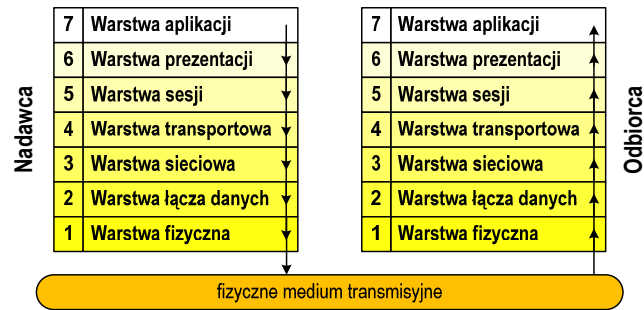 Nadawca
7 Warstwa aplikacji
6 Warstwa prezentacji
5 Warstwa sesji
4 Warstwa transportowa
3 Warstwa sieciowa
2 Warstwa łącza danych
1 Warstwa fizyczna
7 Warstwa aplikacji
6 Warstwa prezentacji
5 Warstwa sesji
4 Warstwa transportowa
3 Warstwa sieciowa
2 Warstwa łącza danych
1 Warstwa fizyczna
Odbiorca
fizyczne medium transmisyjne